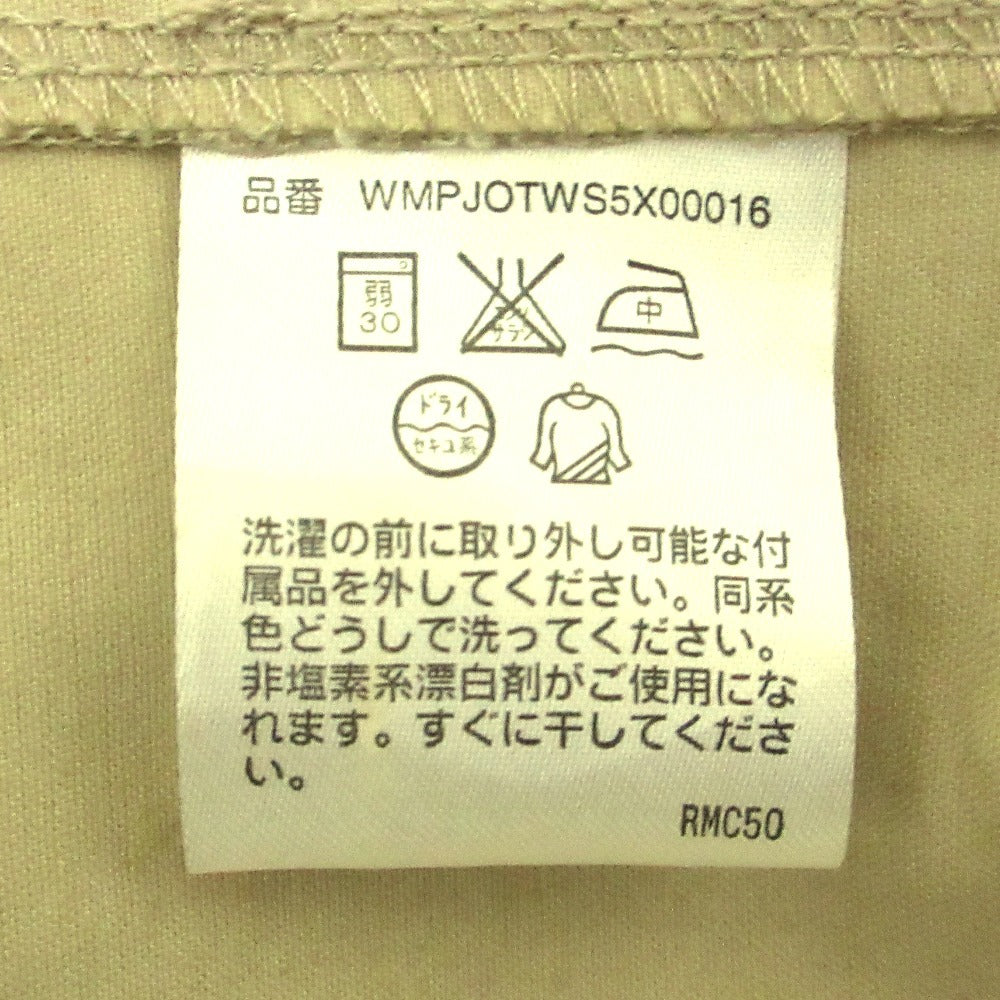 品番 WMPJOTWS5X00016
弱
30
エンソ
サラシ
中
ドライ
セキユ系
洗濯の前に取り外し可能な付
属品を外してください。同系
色どうしで洗ってください。
非塩素系漂白剤がご使用にな
れます。すぐに干してくださ
い。
RMC50